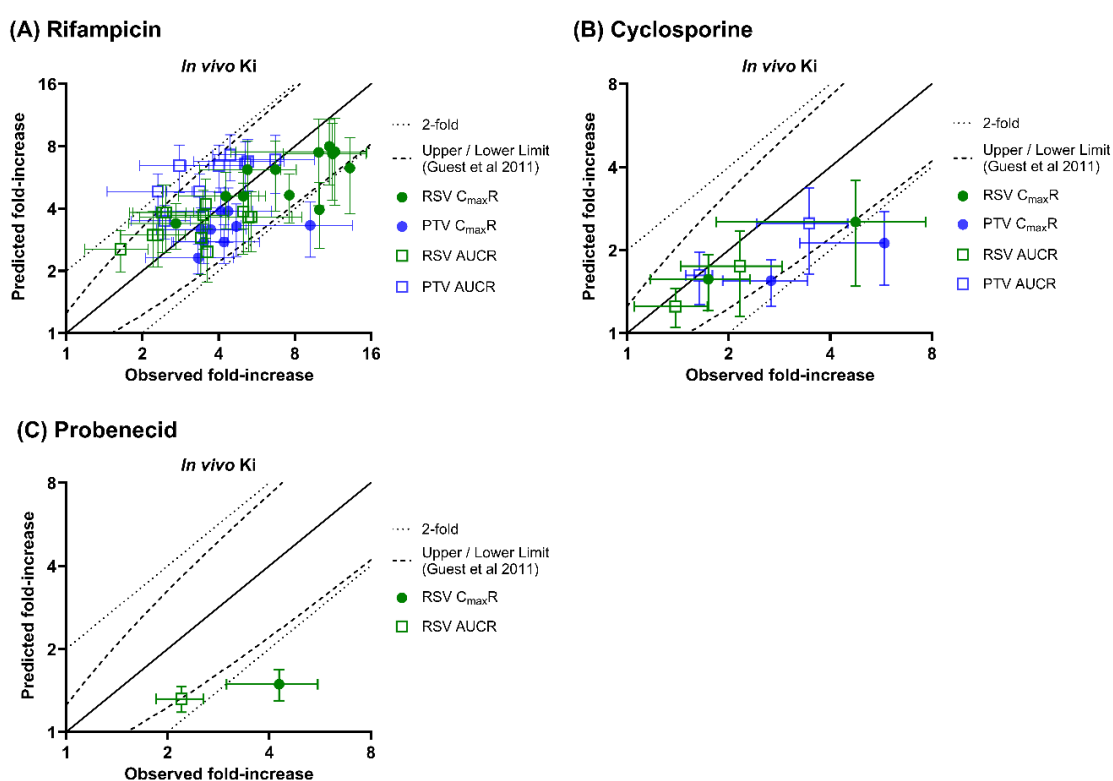 (A) Rifampicin
In vivo Ki
16
8
4
2
1
Predicted fold-increase
1 2 4 8 16
Observed fold-increase
2-fold
Upper / Lower Limit
(Guest et al 2011)
RSV CmaxR
PTV CmaxR
RSV AUCR
PTV AUCR
(B) Cyclosporine
In vivo Ki
8
4
2
1
Predicted fold-increase
1 2 4 8
Observed fold-increase
2-fold
Upper / Lower Limit
(Guest et al 2011)
RSV CmaxR
PTV CmaxR
RSV AUCR
PTV AUCR
(C) Probenecid
In vivo Ki
8
4
2
1
Predicted fold-increase
1 2 4 8
Observed fold-increase
2-fold
Upper / Lower Limit
(Guest et al 2011)
RSV CmaxR
RSV AUCR